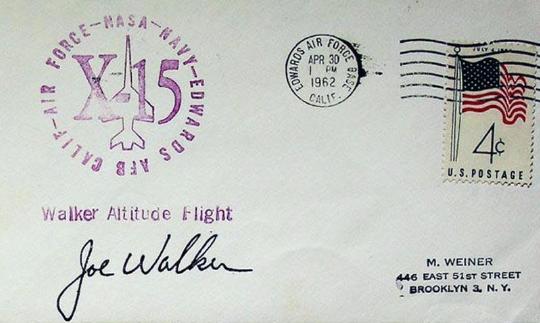 AIR FORCE-NASA-NAVY-EDWARDS AFB CALIF-
X-15
EDWARDS AIR FORCE BASE
APR 30
1 PM
1962
CALIF.
4¢
U.S. POSTAGE
Walker Altitude Flight
Joe Walker
M. WEINER
446 EAST 51ST STREET
BROOKLYN 3, N.Y.